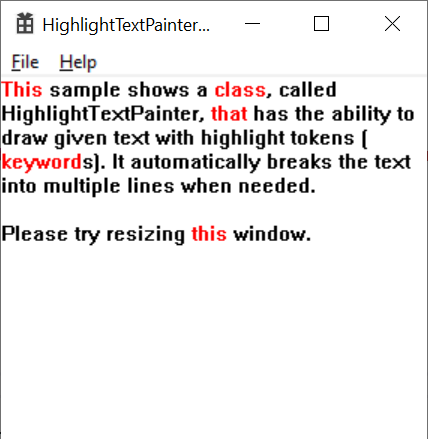 HighlightTextPainter...
File Help
This sample shows a class, called
HighlightTextPainter, that has the ability to
draw given text with highlight tokens (
keywords). It automatically breaks the text
into multiple lines when needed.
Please try resizing this window.